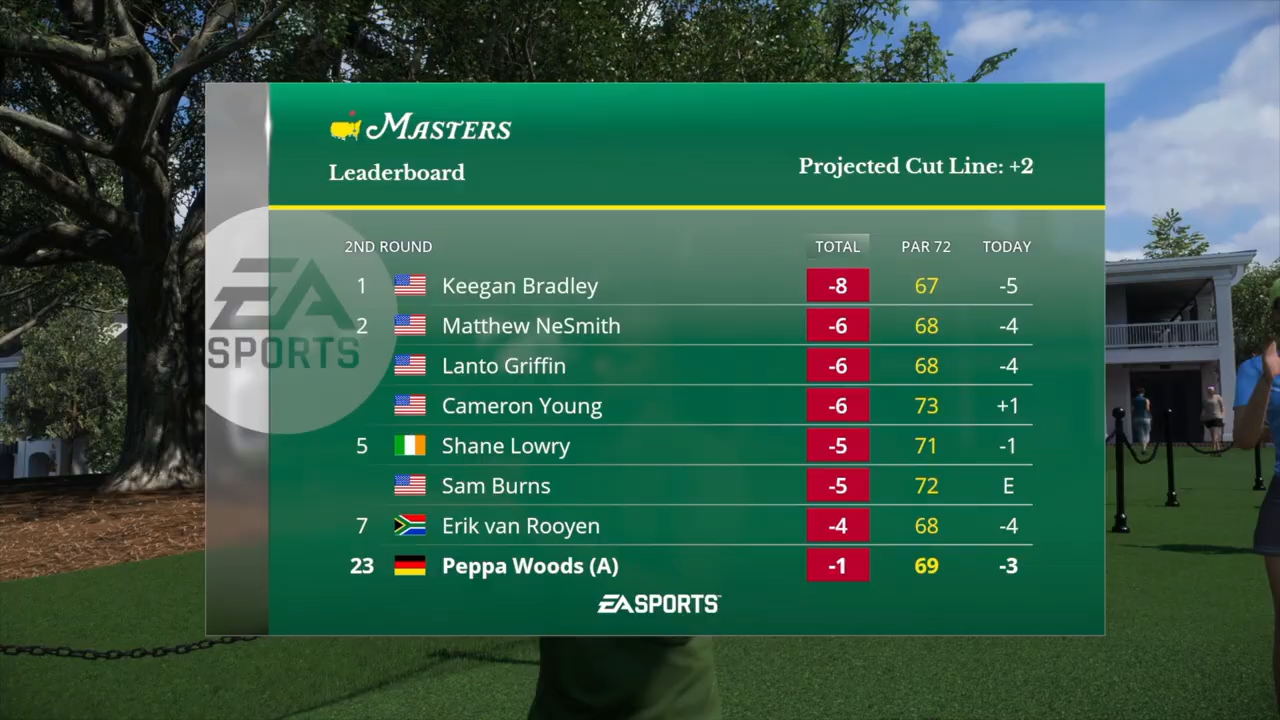 MASTERS
Leaderboard
Projected Cut Line: +2
2ND ROUND TOTAL PAR 72 TODAY
1 Keegan Bradley -8 67 -5
2 Matthew NeSmith -6 68 -4
Lanto Griffin -6 68 -4
Cameron Young -6 73 +1
5 Shane Lowry -5 71 -1
Sam Burns -5 72 E
7 Erik van Rooyen -4 68 -4
23 Peppa Woods (A) -1 69 -3
EA SPORTS
EA SPORTS™